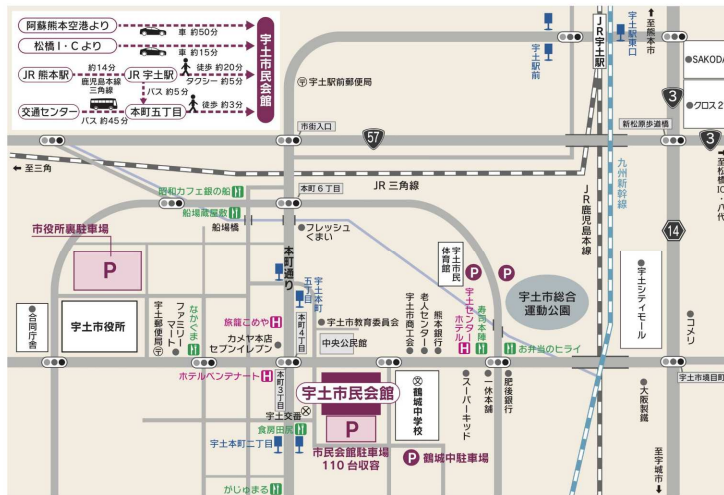 阿蘇熊本空港より
車 約50分
松橋I・Cより
車 約15分
JR 熊本駅
約14分
鹿児島本線
三角線
JR 宇土駅
徒歩 約20分
タクシー 約5分
バス 約5分
交通センター
バス 約45分
本町五丁目
徒歩 約3分
宇土市民会館
〒宇土駅前郵便局
宇土駅前
JR宇土駅
宇土駅東口
至熊本市
SAKODA
クロス2
3
3
57
市街入口
新松原歩道橋
至松橋IC・八代
至三角
JR 三角線
九州新幹線
JR鹿児島本線
14
昭和カフェ銀の船
本町6丁目
船場蔵屋敷
船場橋
フレッシュ
くまい
本町通り
市役所裏駐車場
P
宇土市民
体育館
P
P
宇土市総合
運動公園
宇土シティモール
コメリ
合同庁舎
宇土市役所
宇土郵便局
〒
ファミリー
マート
なかぐま
旅籠こめや
カメヤ本店
セブンイレブン
宇土本町
五丁目
本町4丁目
宇土市教育委員会
中央公民館
宇土市商工会
老人センター
熊本銀行
宇土センター
ホテル
寿司本陣
お弁当のヒライ
ホテルベンデナート
本町3丁目
宇土市民会館
宇土交番
食房田尻
宇土本町二丁目
P
市民会館駐車場
110台収容
文
鶴城中学校
P 鶴城中駐車場
スーパーキッド
一休本舗
肥後銀行
大阪製鐵
宇土市境目町
至宇城市
がじゅまる